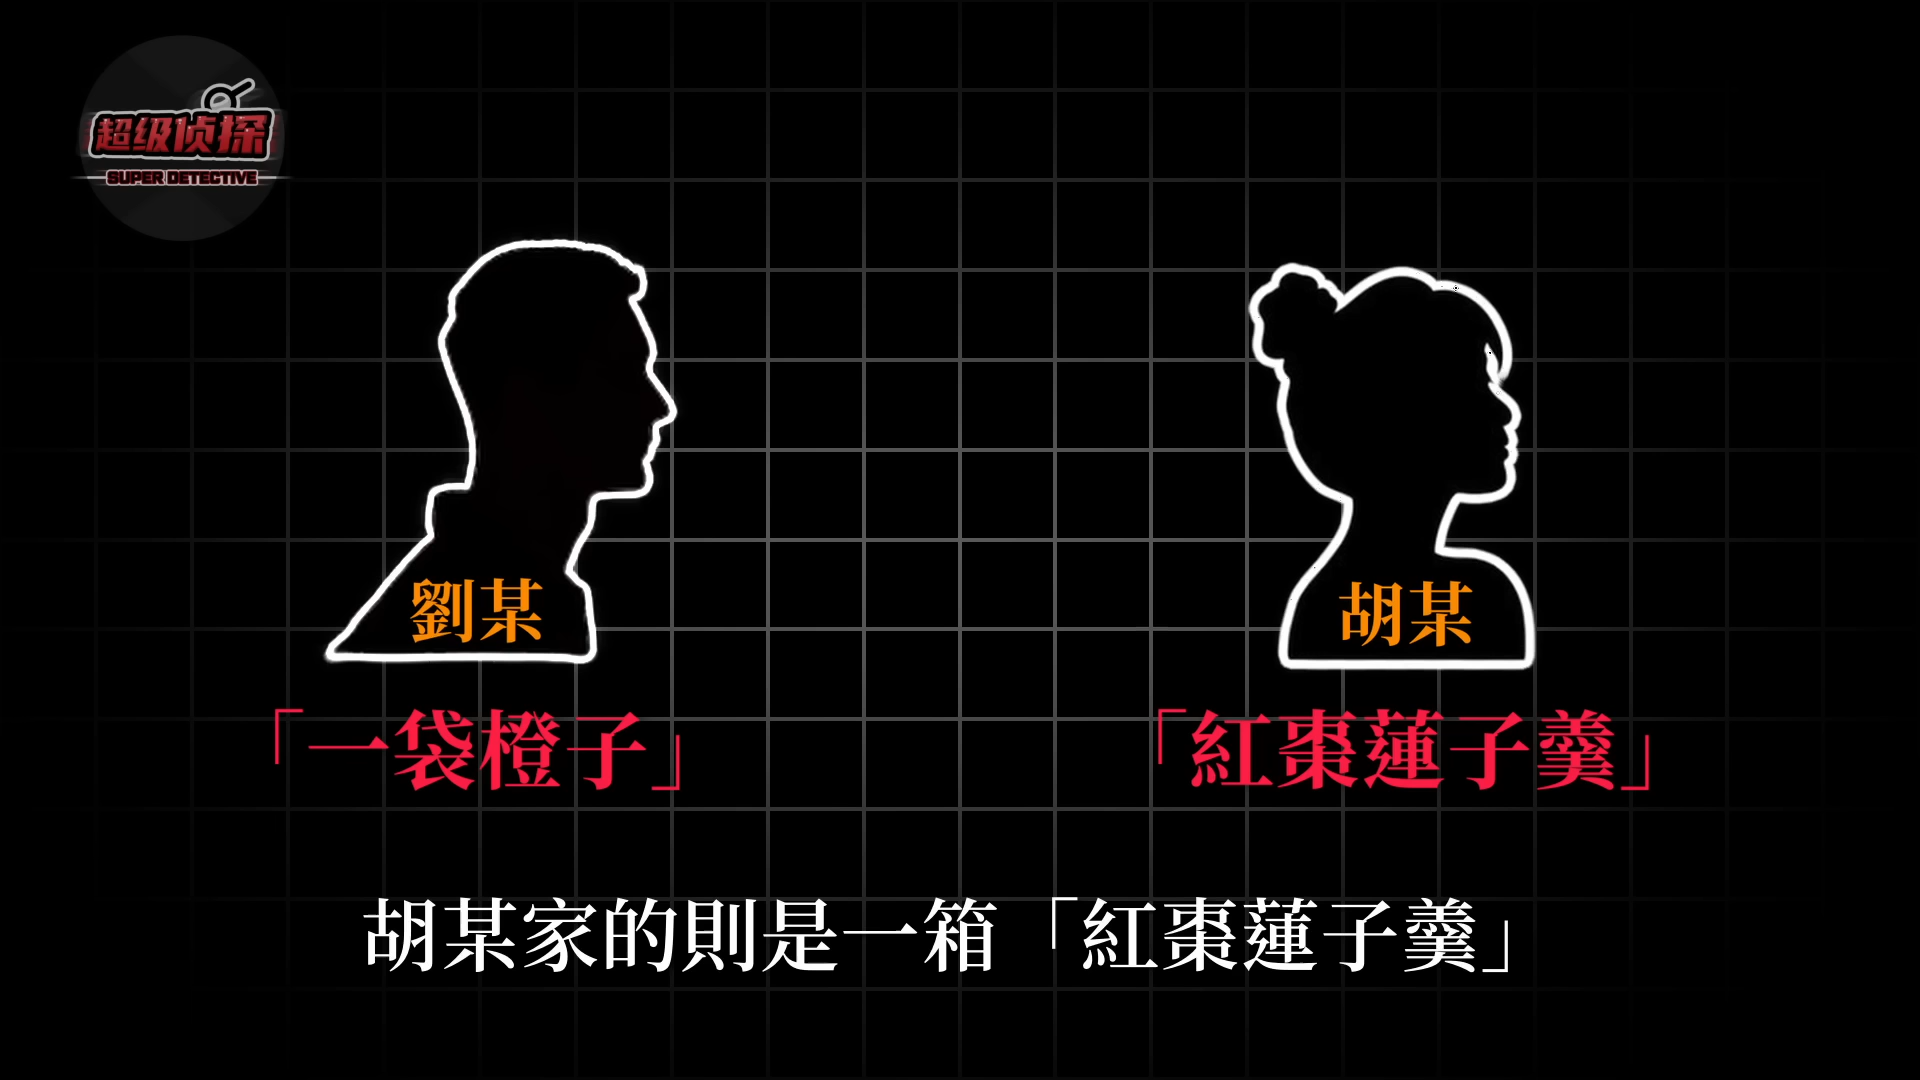 超级侦探
SUPER DETECTIVE
劉某
胡某
「一袋橙子」
「紅棗蓮子羹」
胡某家的則是一箱「紅棗蓮子羹」